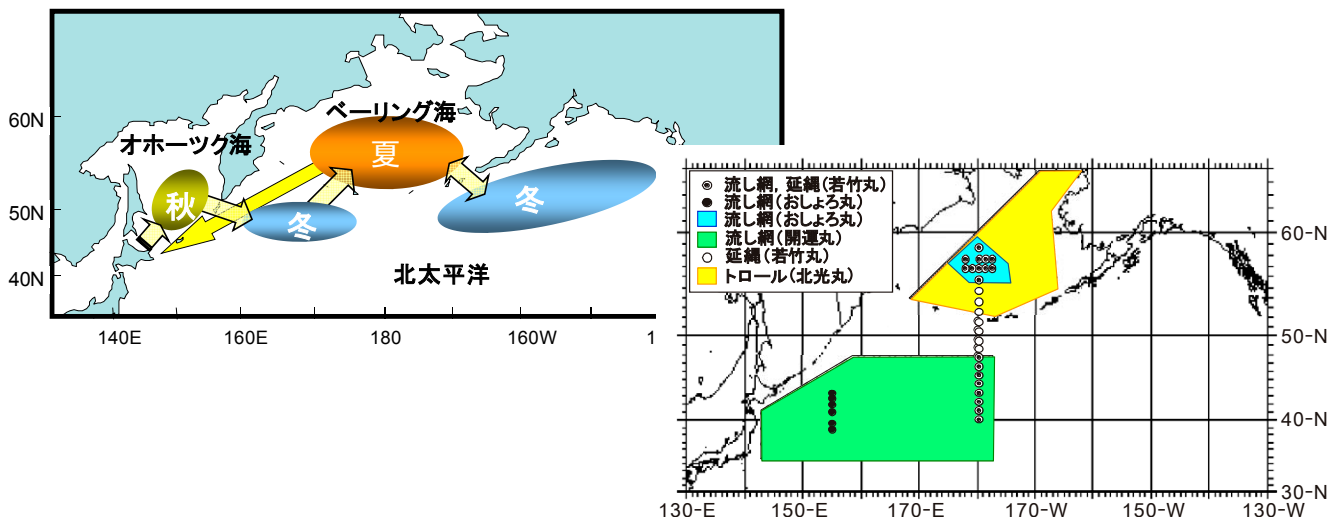 60N
50N
40N
オホーツク海
ベーリング海
夏
秋
冬
冬
北太平洋
140E 160E 180 160W 1
流し網, 延縄(若竹丸)
流し網(おしょろ丸)
流し網(おしょろ丸)
流し網(開運丸)
延縄(若竹丸)
トロール(北光丸)
60-N
50-N
40-N
30-N
130-E 150-E 170-E 170-W 150-W 130-W